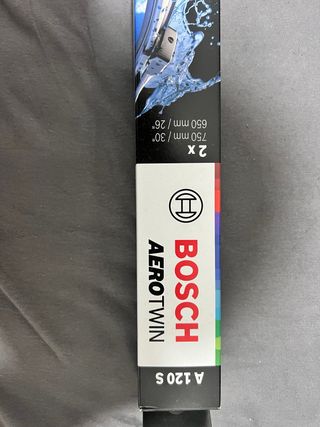 2 x
750 mm / 30"
650 mm / 26"
BOSCH
AEROTWIN
A 120 S